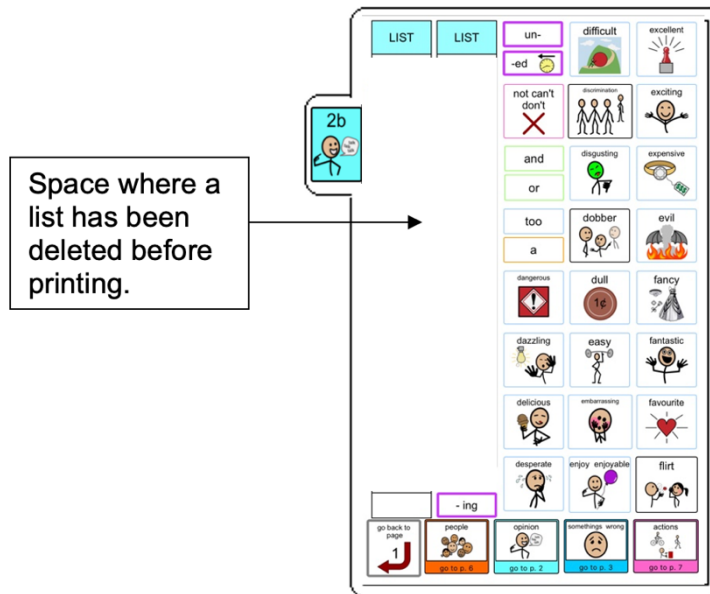 LIST
LIST
un-
difficult
excellent
-ed
not can't
don't
discrimination
exciting
2b
Space where a
list has been
deleted before
printing.
and
or
disgusting
expensive
too
a
dobber
evil
dangerous
dull
1¢
fancy
dazzling
easy
fantastic
delicious
embarrassing
favourite
desperate
enjoy enjoyable
flirt
- ing
go back to
page
1
people
go to p. 6
opinion
go to p. 2
somethings wrong
go to p. 3
actions
go to p. 7